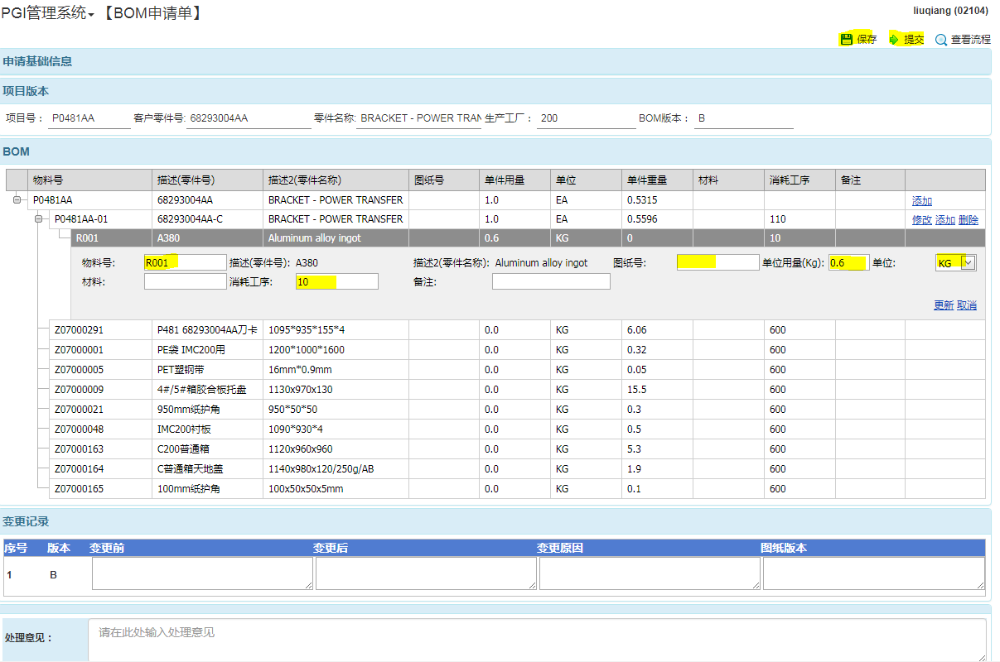 PGI管理系统 【BOM申请单】
liuqiang (02104)
保存 提交 查看流程
申请基础信息
项目版本
项目号： P0481AA 客户零件号: 68293004AA 零件名称: BRACKET - POWER TRAN 生产工厂： 200 BOM版本： B
BOM
物料号 描述(零件号) 描述2(零件名称) 图纸号 单件用量 单位 单件重量 材料 消耗工序 备注
P0481AA 68293004AA BRACKET - POWER TRANSFER 1.0 EA 0.5315 添加
P0481AA-01 68293004AA-C BRACKET - POWER TRANSFER 1.0 EA 0.5596 110 修改 添加 删除
R001 A380 Aluminum alloy ingot 0.6 KG 0 10
物料号: R001 描述(零件号): A380 描述2(零件名称): Aluminum alloy ingot 图纸号: 单位用量(Kg): 0.6 单位: KG
材料: 消耗工序: 10 备注:
更新 取消
Z07000291 P481 68293004AA刀卡 1095*935*155*4 0.0 KG 6.06 600
Z07000001 PE袋 IMC200用 1200*1000*1600 0.0 KG 0.32 600
Z07000005 PET塑钢带 16mm*0.9mm 0.0 KG 0.05 600
Z07000009 4#/5#箱胶合板托盘 1130x970x130 0.0 KG 15.5 600
Z07000021 950mm纸护角 950*50*50 0.0 KG 0.3 600
Z07000048 IMC200衬板 1090*930*4 0.0 KG 0.5 600
Z07000163 C200普通箱 1120x960x960 0.0 KG 5.3 600
Z07000164 C普通箱天地盖 1140x980x120/250g/AB 0.0 KG 1.9 600
Z07000165 100mm纸护角 100x50x50x5mm 0.0 KG 0.1 600
变更记录
序号 版本 变更前 变更后 变更原因 图纸版本
1 B
处理意见： 请在此处输入处理意见